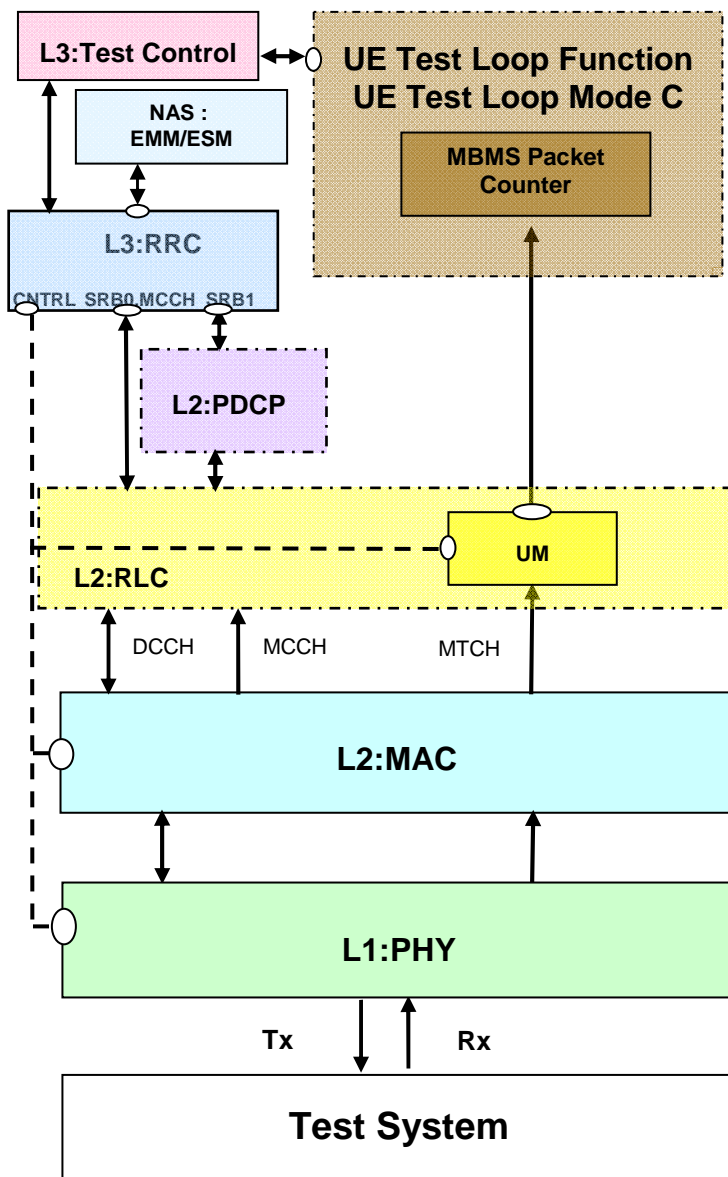 L3:Test Control
UE Test Loop Function
UE Test Loop Mode C
NAS :
EMM/ESM
MBMS Packet
Counter
L3:RRC
CNTRL SRB0,MCCH SRB1
L2:PDCP
UM
L2:RLC
DCCH
MCCH
MTCH
L2:MAC
L1:PHY
Tx
Rx
Test System